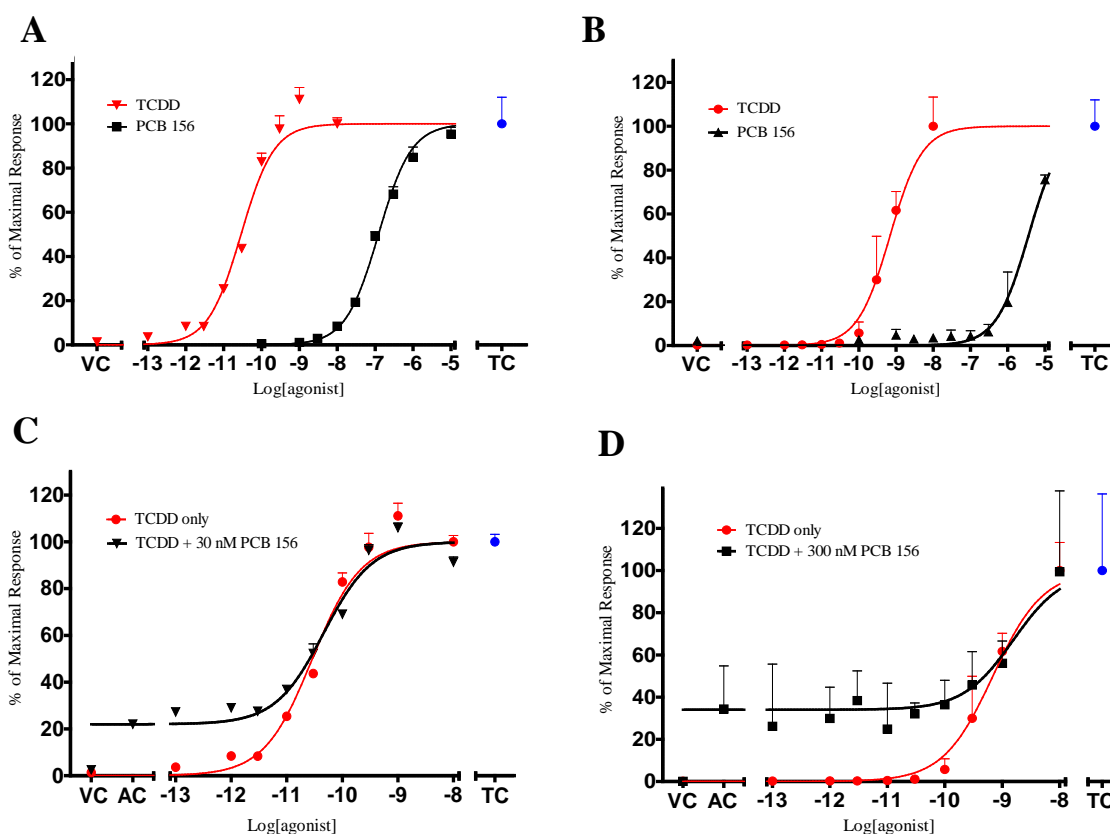 A
% of Maximal Response
120
100
80
60
40
20
0
TCDD
PCB 156
VC -13 -12 -11 -10 -9 -8 -7 -6 -5 TC
Log[agonist]
B
% of Maximal Response
120
100
80
60
40
20
0
TCDD
PCB 156
VC -13 -12 -11 -10 -9 -8 -7 -6 -5 TC
Log[agonist]
C
% of Maximal Response
120
100
80
60
40
20
0
TCDD only
TCDD + 30 nM PCB 156
VC AC -13 -12 -11 -10 -9 -8 TC
Log[agonist]
D
% of Maximal Response
120
100
80
60
40
20
0
TCDD only
TCDD + 300 nM PCB 156
VC AC -13 -12 -11 -10 -9 -8 TC
Log[agonist]